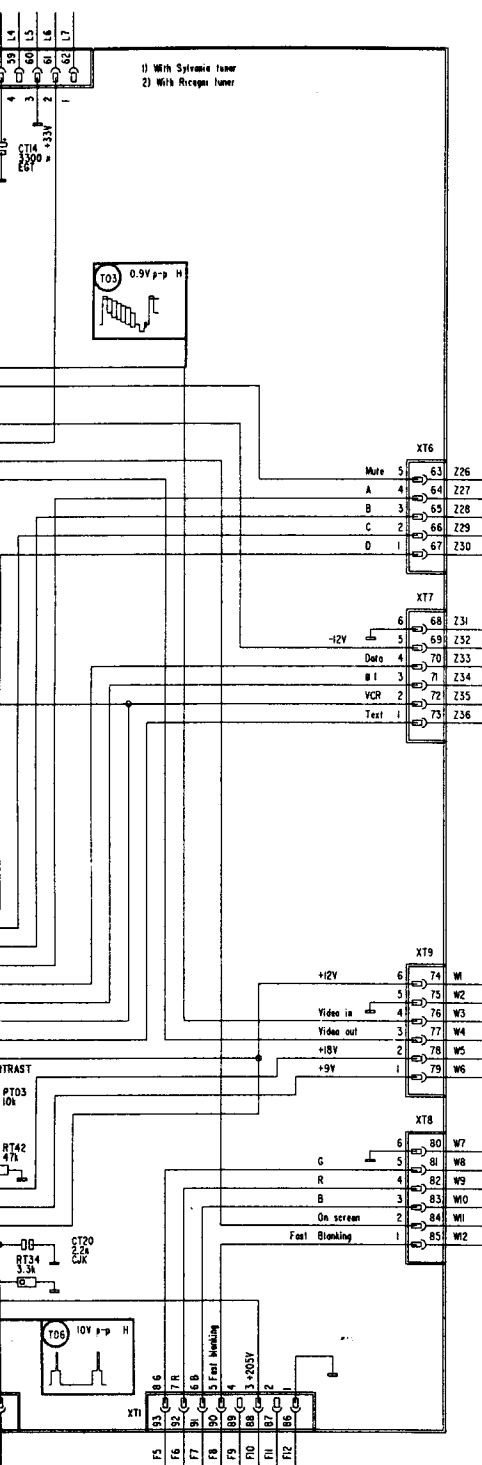 L4 L5 L6 L7
59 60 61 62
4 3 2 1
1) With Sylvania tuner
2) With Ricagni tuner
+33V
CT14
3300 µ
EGT
T03 0.9V p-p H
XT6
Mute 5 63 Z26
A 4 64 Z27
B 3 65 Z28
C 2 66 Z29
D 1 67 Z30
XT7
6 68 Z31
-12V 5 69 Z32
Data 4 70 Z33
3 71 Z34
VCR 2 72 Z35
Text 1 73 Z36
XT9
+12V 6 74 W1
5 75 W2
Video in 4 76 W3
Video out 3 77 W4
+18V 2 78 W5
+9V 1 79 W6
TRAST
PT03
10k
XT8
RT42
47k
6 80 W7
G 5 81 W8
R 4 82 W9
B 3 83 W10
On screen 2 84 W11
Fast Blanking 1 85 W12
CT20
2.2n
CJK
RT34
3.3k
T06 10V p-p H
8 G 7 R 6 B 5 Fast blanking 4 3 +205V 2 1
XT1
93 92 91 90 89 88 87 86
F5 F6 F7 F8 F9 F10 F11 F12